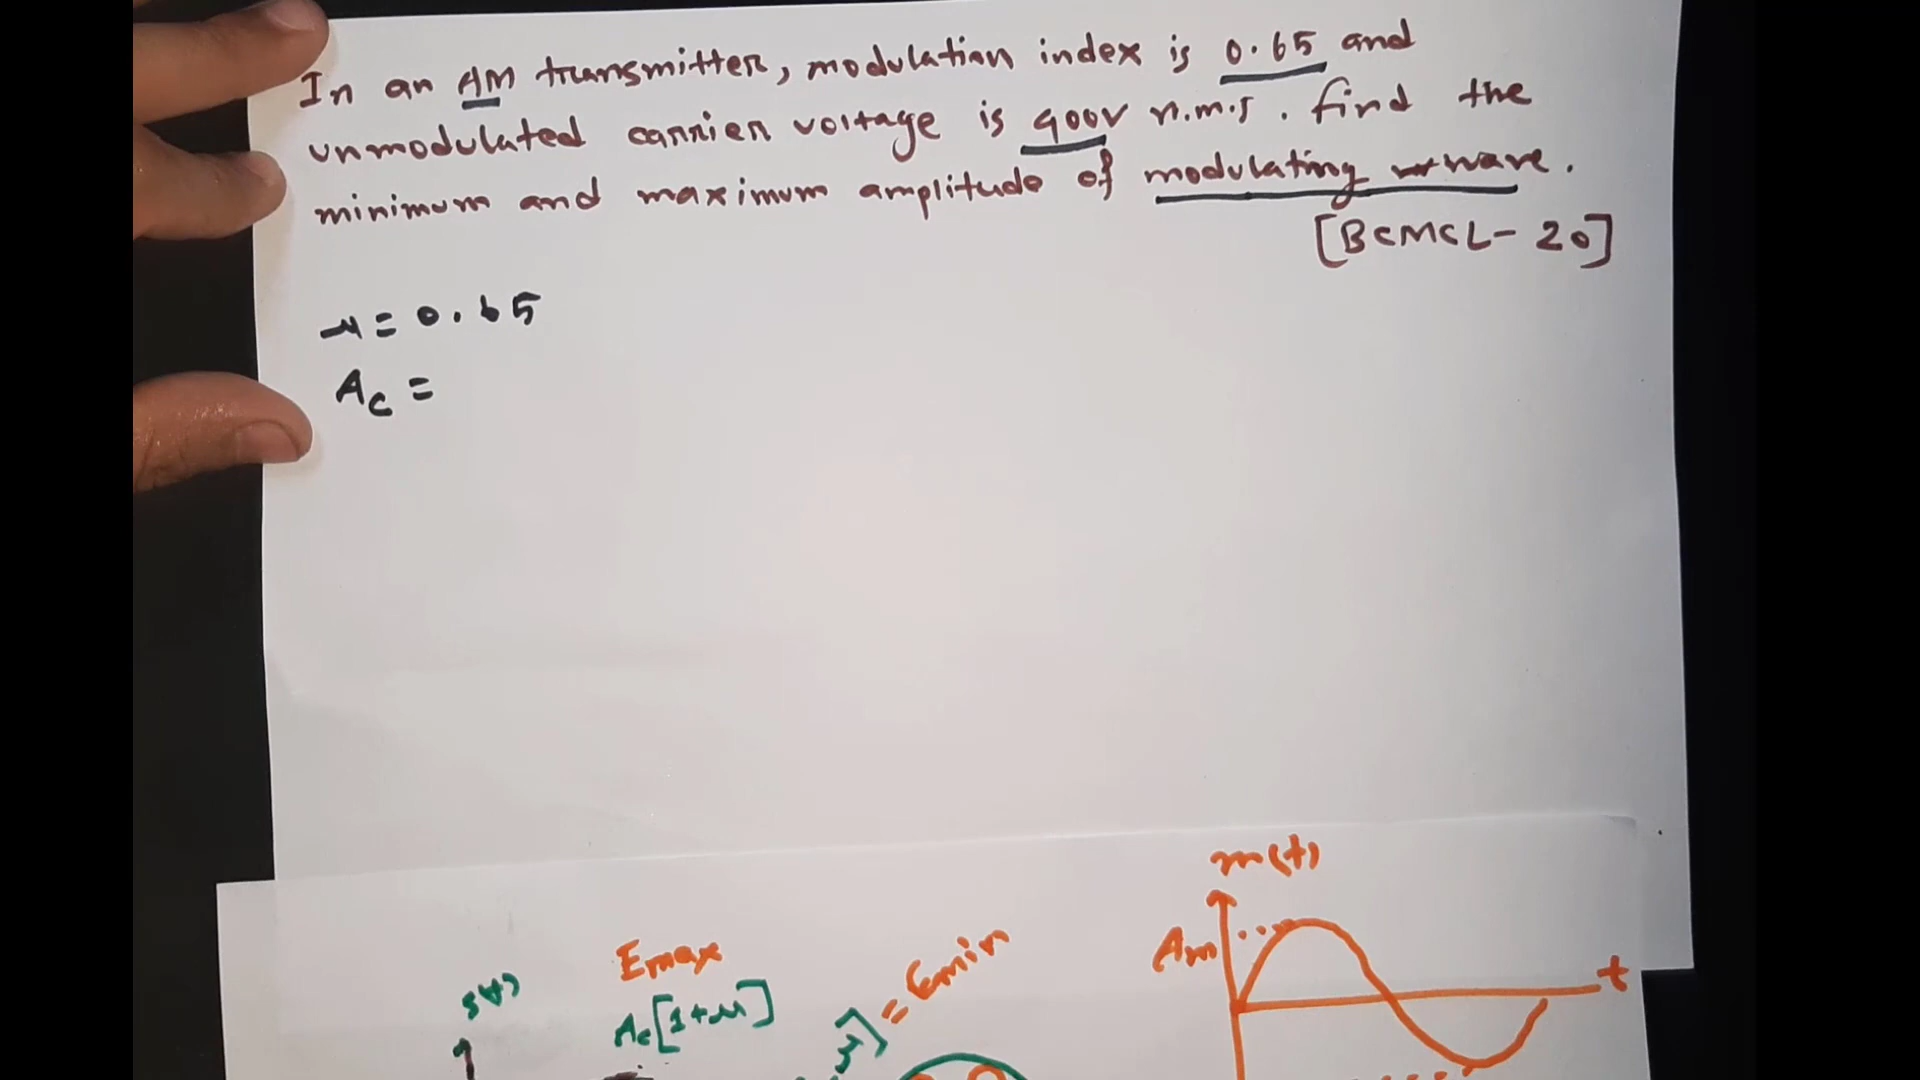 In an AM transmitter, modulation index is 0.65 and
unmodulated carrier voltage is 900V r.m.s. find the
minimum and maximum amplitude of modulating wave.
[BCMCL-20]
μ = 0.65
Ac =
m(t)
Emax
= Emin
Am
t
s(t)
Ac[1+μ]